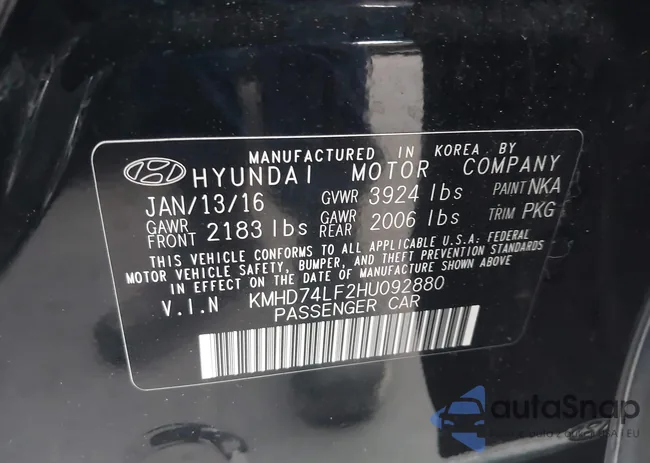 MANUFACTURED IN KOREA BY
HYUNDAI MOTOR COMPANY
JAN/13/16 GVWR 3924 lbs PAINT NKA
GAWR FRONT 2183 lbs GAWR REAR 2006 lbs TRIM PKG
THIS VEHICLE CONFORMS TO ALL APPLICABLE U.S.A. FEDERAL
MOTOR VEHICLE SAFETY, BUMPER, AND THEFT PREVENTION STANDARDS
IN EFFECT ON THE DATE OF MANUFACTURE SHOWN ABOVE
V.I.N KMHD74LF2HU092880
PASSENGER CAR
autoSnap